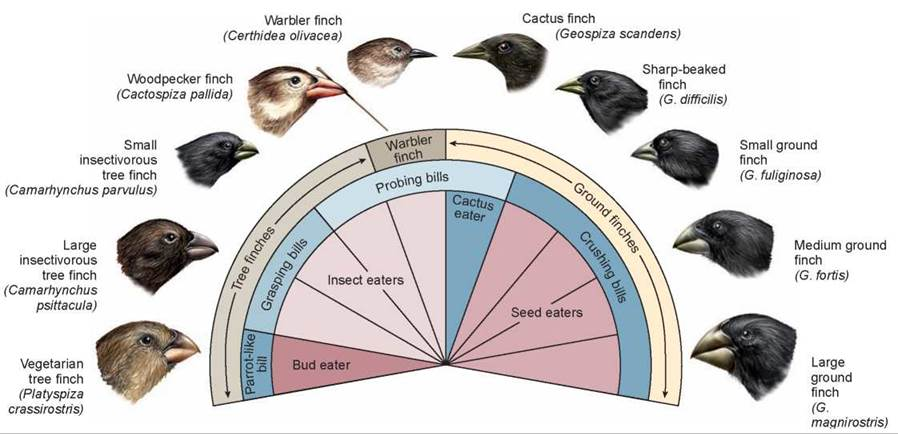 Warbler finch
(Certhidea olivacea)
Cactus finch
(Geospiza scandens)
Woodpecker finch
(Cactospiza pallida)
Sharp-beaked
finch
(G. difficilis)
Small
insectivorous
tree finch
(Camarhynchus parvulus)
Small ground
finch
(G. fuliginosa)
Large
insectivorous
tree finch
(Camarhynchus
psittacula)
Medium ground
finch
(G. fortis)
Vegetarian
tree finch
(Platyspiza
crassirostris)
Large
ground
finch
(G.
magnirostris)
Warbler
finch
Tree finches
Ground finches
Probing bills
Grasping bills
Crushing bills
Parrot-like
bill
Cactus
eater
Insect eaters
Seed eaters
Bud eater